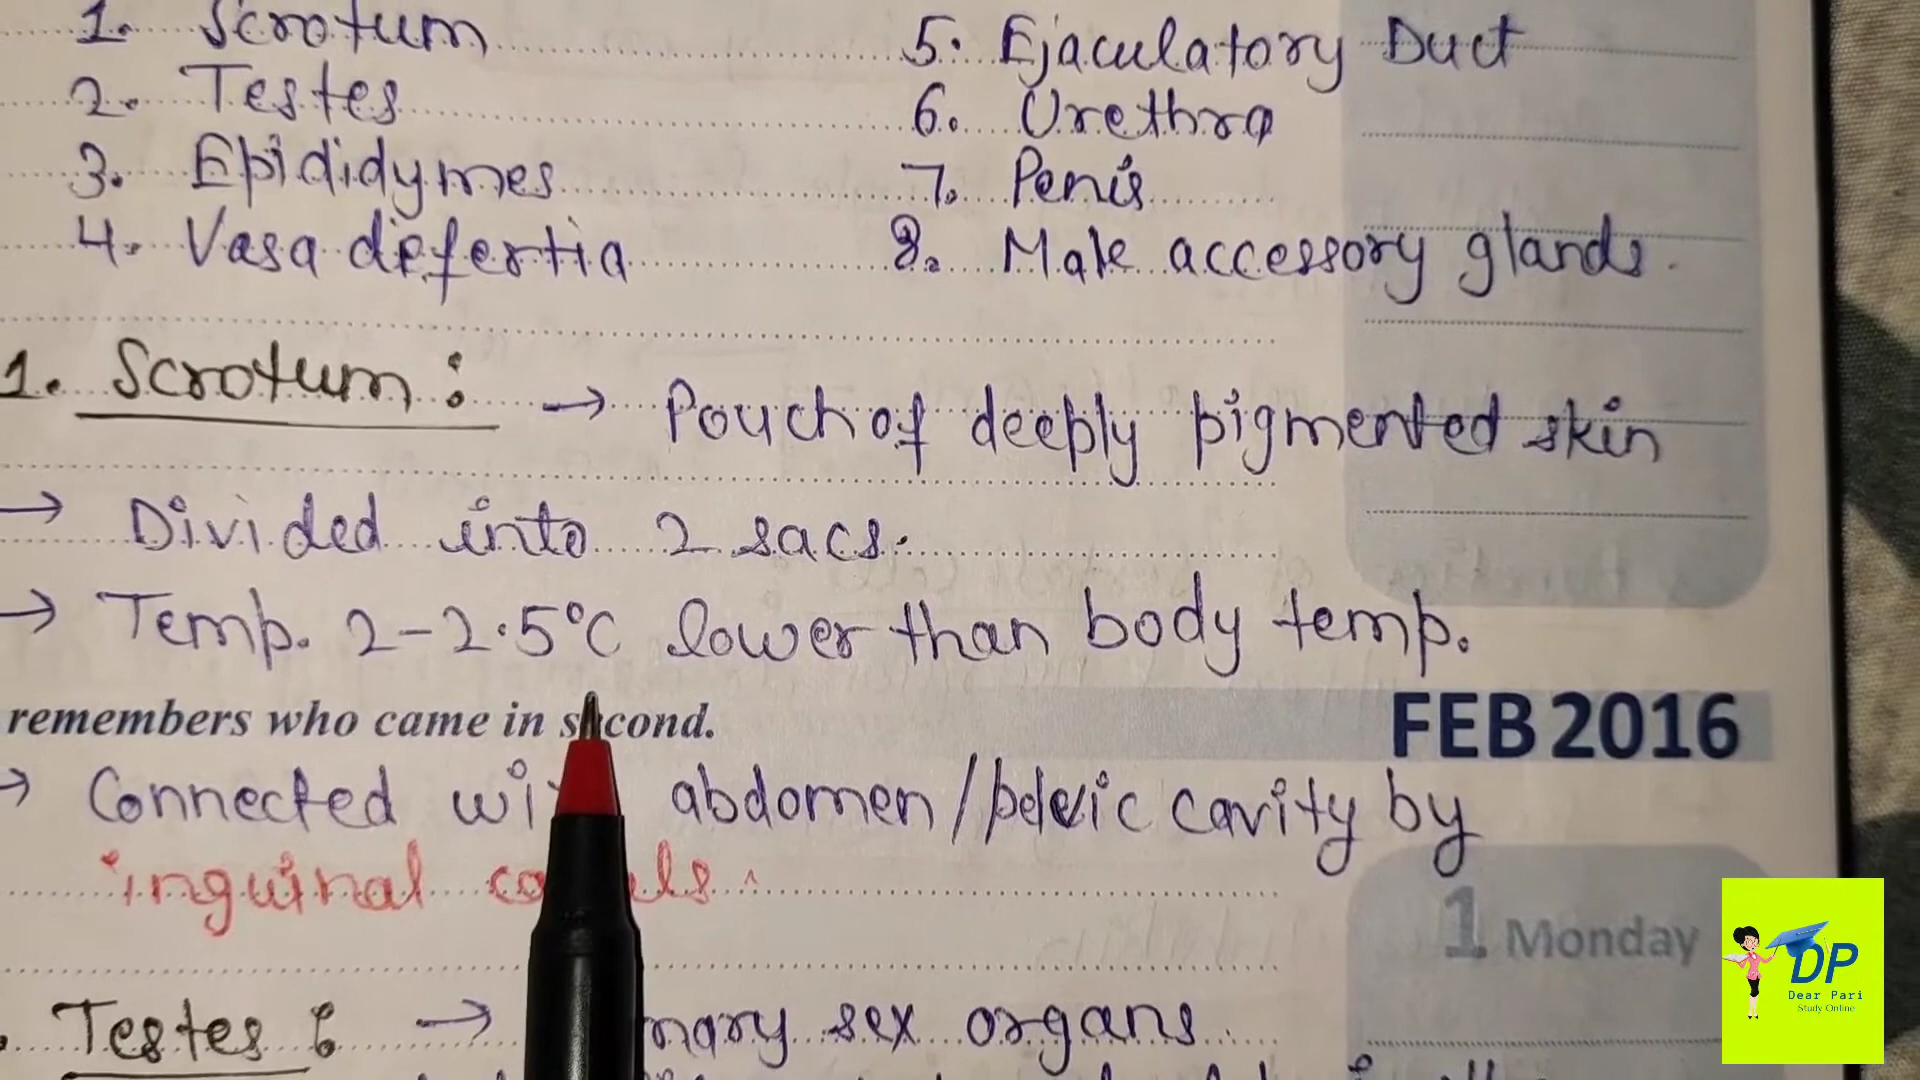 1. Scrotum
2. Testes
3. Epididymes
4. Vasa defertia
5. Ejaculatory Duct
6. Urethra
7. Penis
8. Male accessory glands.
1. Scrotum : → Pouch of deeply pigmented skin
→ Divided into 2 sacs.
→ Temp. 2-2.5°C lower than body temp.
remembers who came in second.
FEB 2016
→ Connected abdomen/pelvic cavity by
inguinal
1 Monday
Testes : → sex organs.
DP
Dear Pari
Study Online